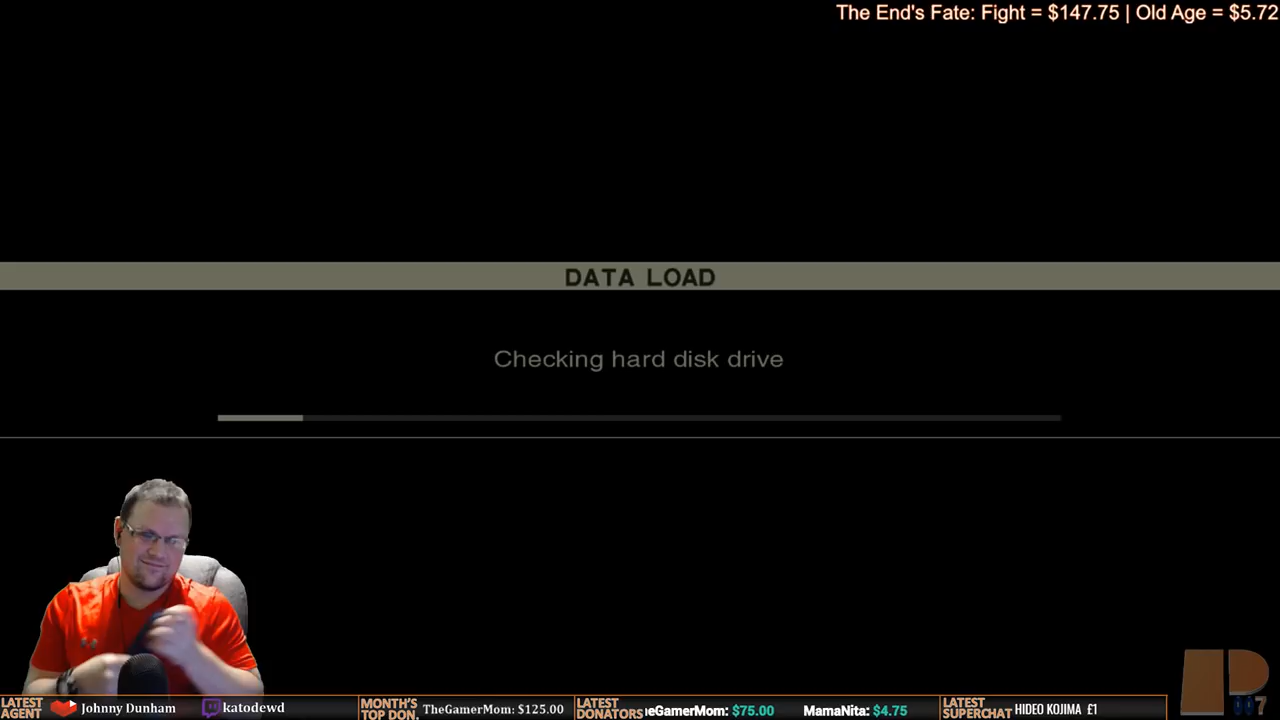 The End's Fate: Fight = $147.75 | Old Age = $5.72
DATA LOAD
Checking hard disk drive
LATEST AGENT
Johnny Dunham
katodewd
MONTH'S TOP DON.
TheGamerMom: $125.00
LATEST DONATORS
eGamerMom: $75.00
MamaNita: $4.75
LATEST SUPERCHAT
HIDEO KOJIMA £1